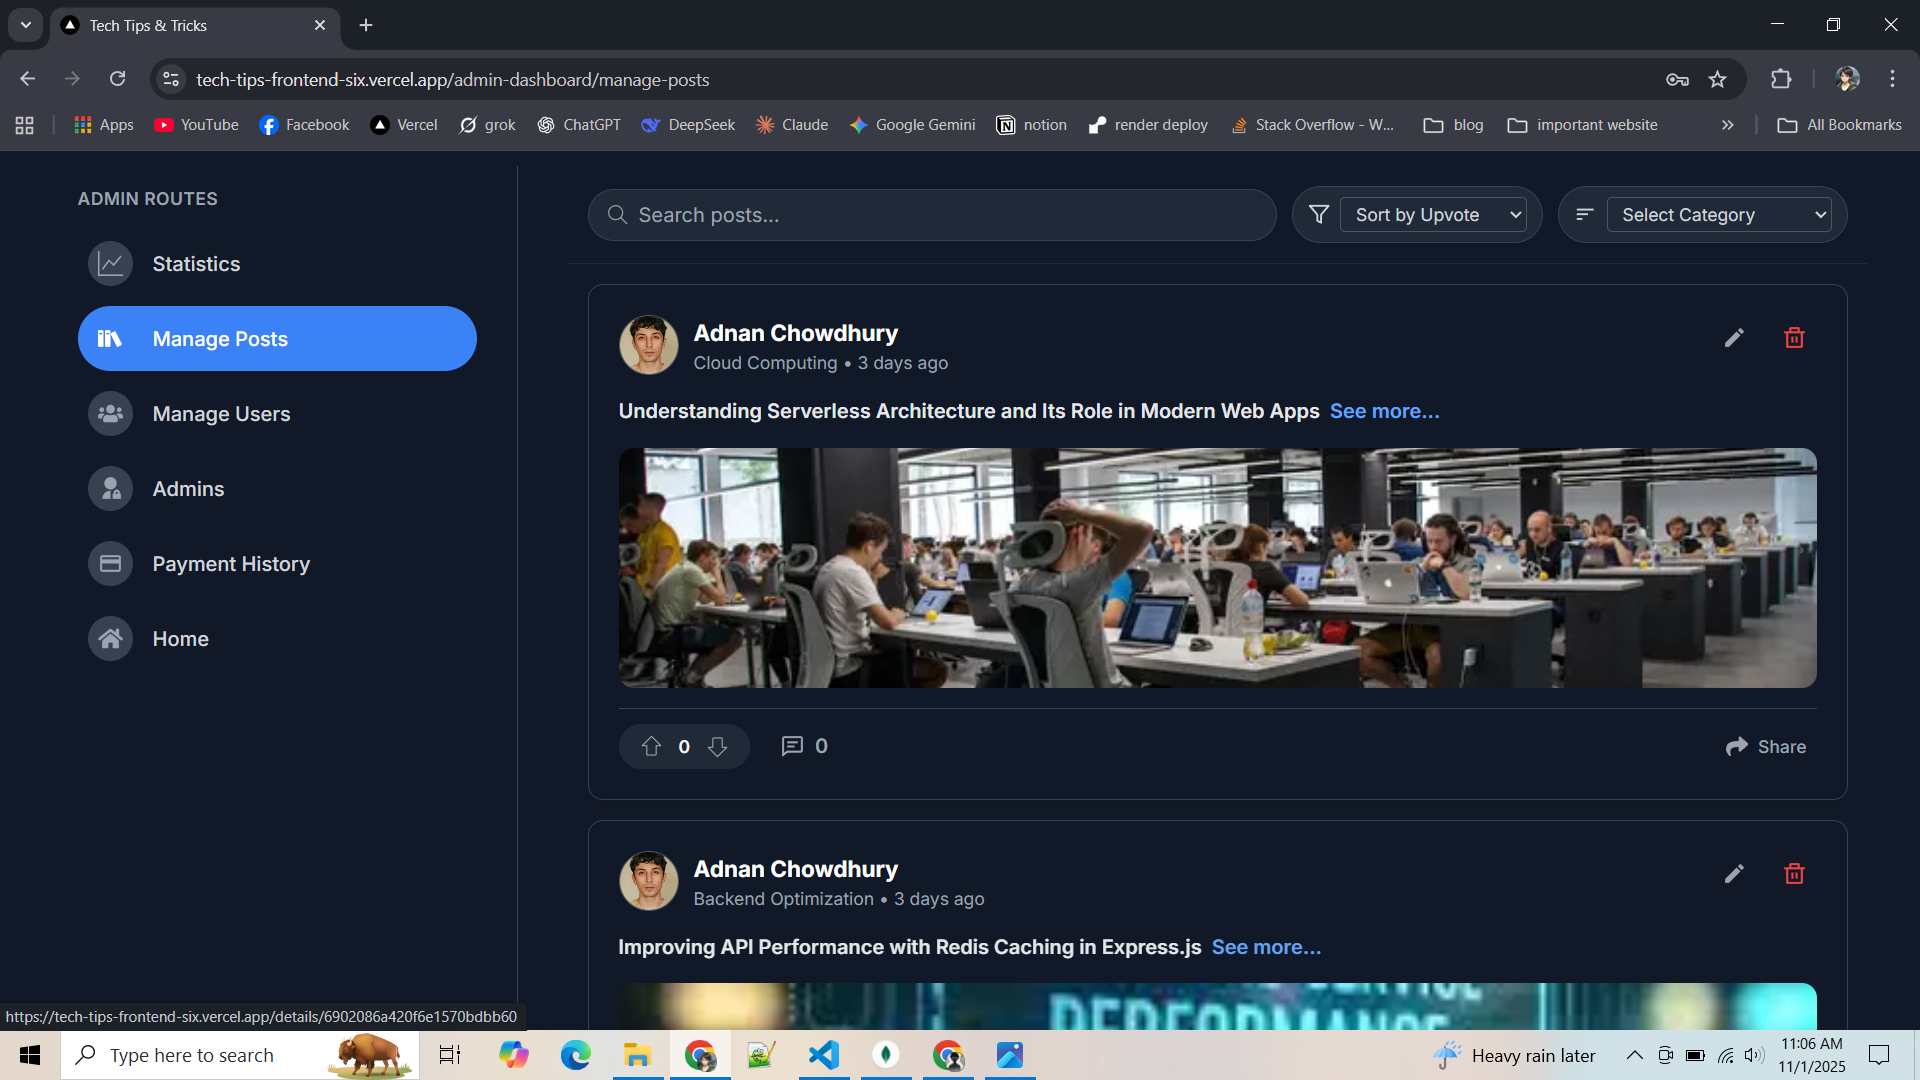 Tech Tips & Tricks
tech-tips-frontend-six.vercel.app/admin-dashboard/manage-posts
Apps YouTube Facebook Vercel grok ChatGPT DeepSeek Claude Google Gemini notion render deploy Stack Overflow - W... blog important website All Bookmarks
ADMIN ROUTES
Statistics
Manage Posts
Manage Users
Admins
Payment History
Home
Search posts...
Sort by Upvote
Select Category
Adnan Chowdhury
Cloud Computing • 3 days ago
Understanding Serverless Architecture and Its Role in Modern Web Apps See more...
0
0
Share
Adnan Chowdhury
Backend Optimization • 3 days ago
Improving API Performance with Redis Caching in Express.js See more...
PERFORMANCE
https://tech-tips-frontend-six.vercel.app/details/6902086a420f6e1570bdbb60
Type here to search
Heavy rain later
11:06 AM
11/1/2025